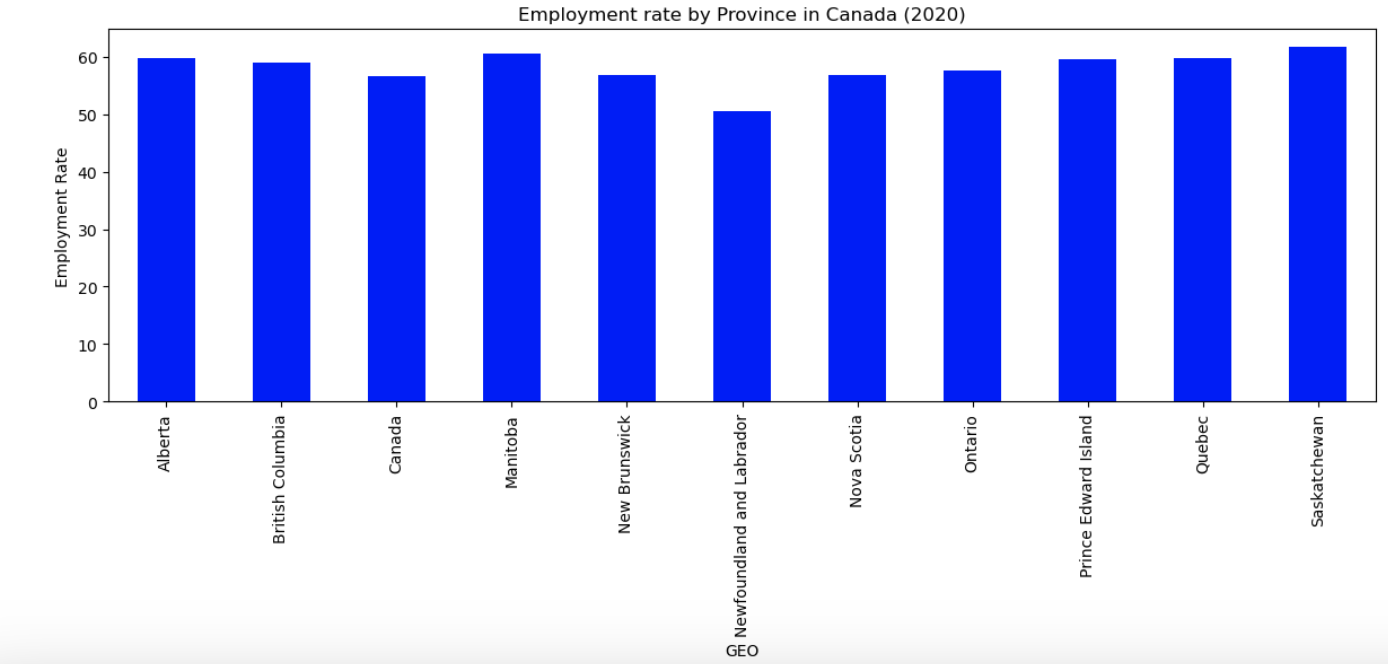 Employment rate by Province in Canada (2020)
Employment Rate
60
50
40
30
20
10
0
Alberta
British Columbia
Canada
Manitoba
New Brunswick
Newfoundland and Labrador
Nova Scotia
Ontario
Prince Edward Island
Quebec
Saskatchewan
GEO